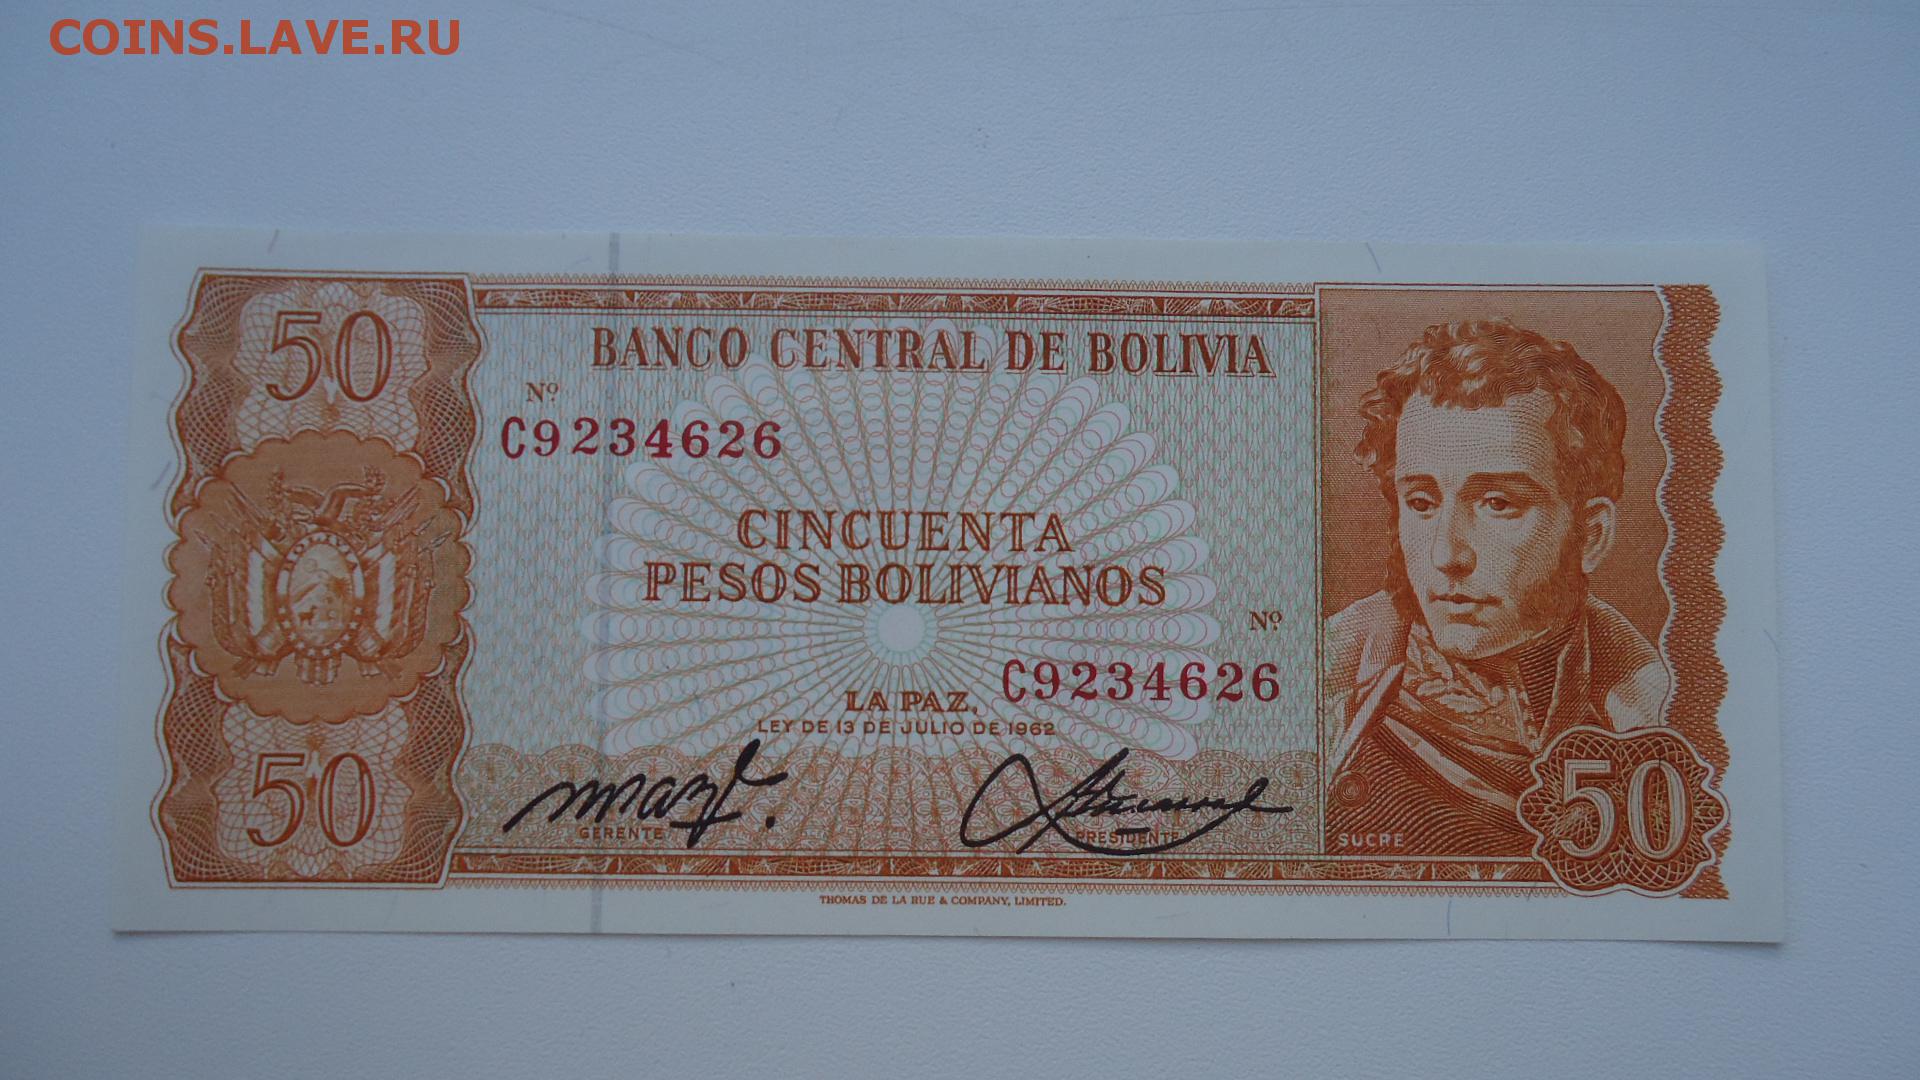 COINS.LAVE.RU
50
BANCO CENTRAL DE BOLIVIA
Nº
C9234626
BOLIVIA
CINCUENTA
PESOS BOLIVIANOS
Nº
C9234626
LA PAZ,
LEY DE 13 DE JULIO DE 1962
50
GERENTE
PRESIDENTE
SUCRE
50
THOMAS DE LA RUE & COMPANY, LIMITED.